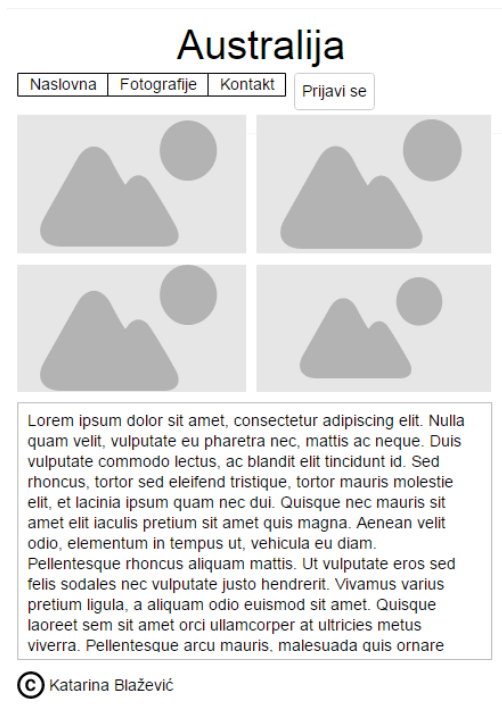 Australija
Naslovna Fotografije Kontakt Prijavi se
Lorem ipsum dolor sit amet, consectetur adipiscing elit. Nulla
quam velit, vulputate eu pharetra nec, mattis ac neque. Duis
vulputate commodo lectus, ac blandit elit tincidunt id. Sed
rhoncus, tortor sed eleifend tristique, tortor mauris molestie
elit, et lacinia ipsum quam nec dui. Quisque nec mauris sit
amet elit iaculis pretium sit amet quis magna. Aenean velit
odio, elementum in tempus ut, vehicula eu diam.
Pellentesque rhoncus aliquam mattis. Ut vulputate eros sed
felis sodales nec vulputate justo hendrerit. Vivamus varius
pretium ligula, a aliquam odio euismod sit amet. Quisque
laoreet sem sit amet orci ullamcorper at ultricies metus
viverra. Pellentesque arcu mauris, malesuada quis ornare
© Katarina Blažević